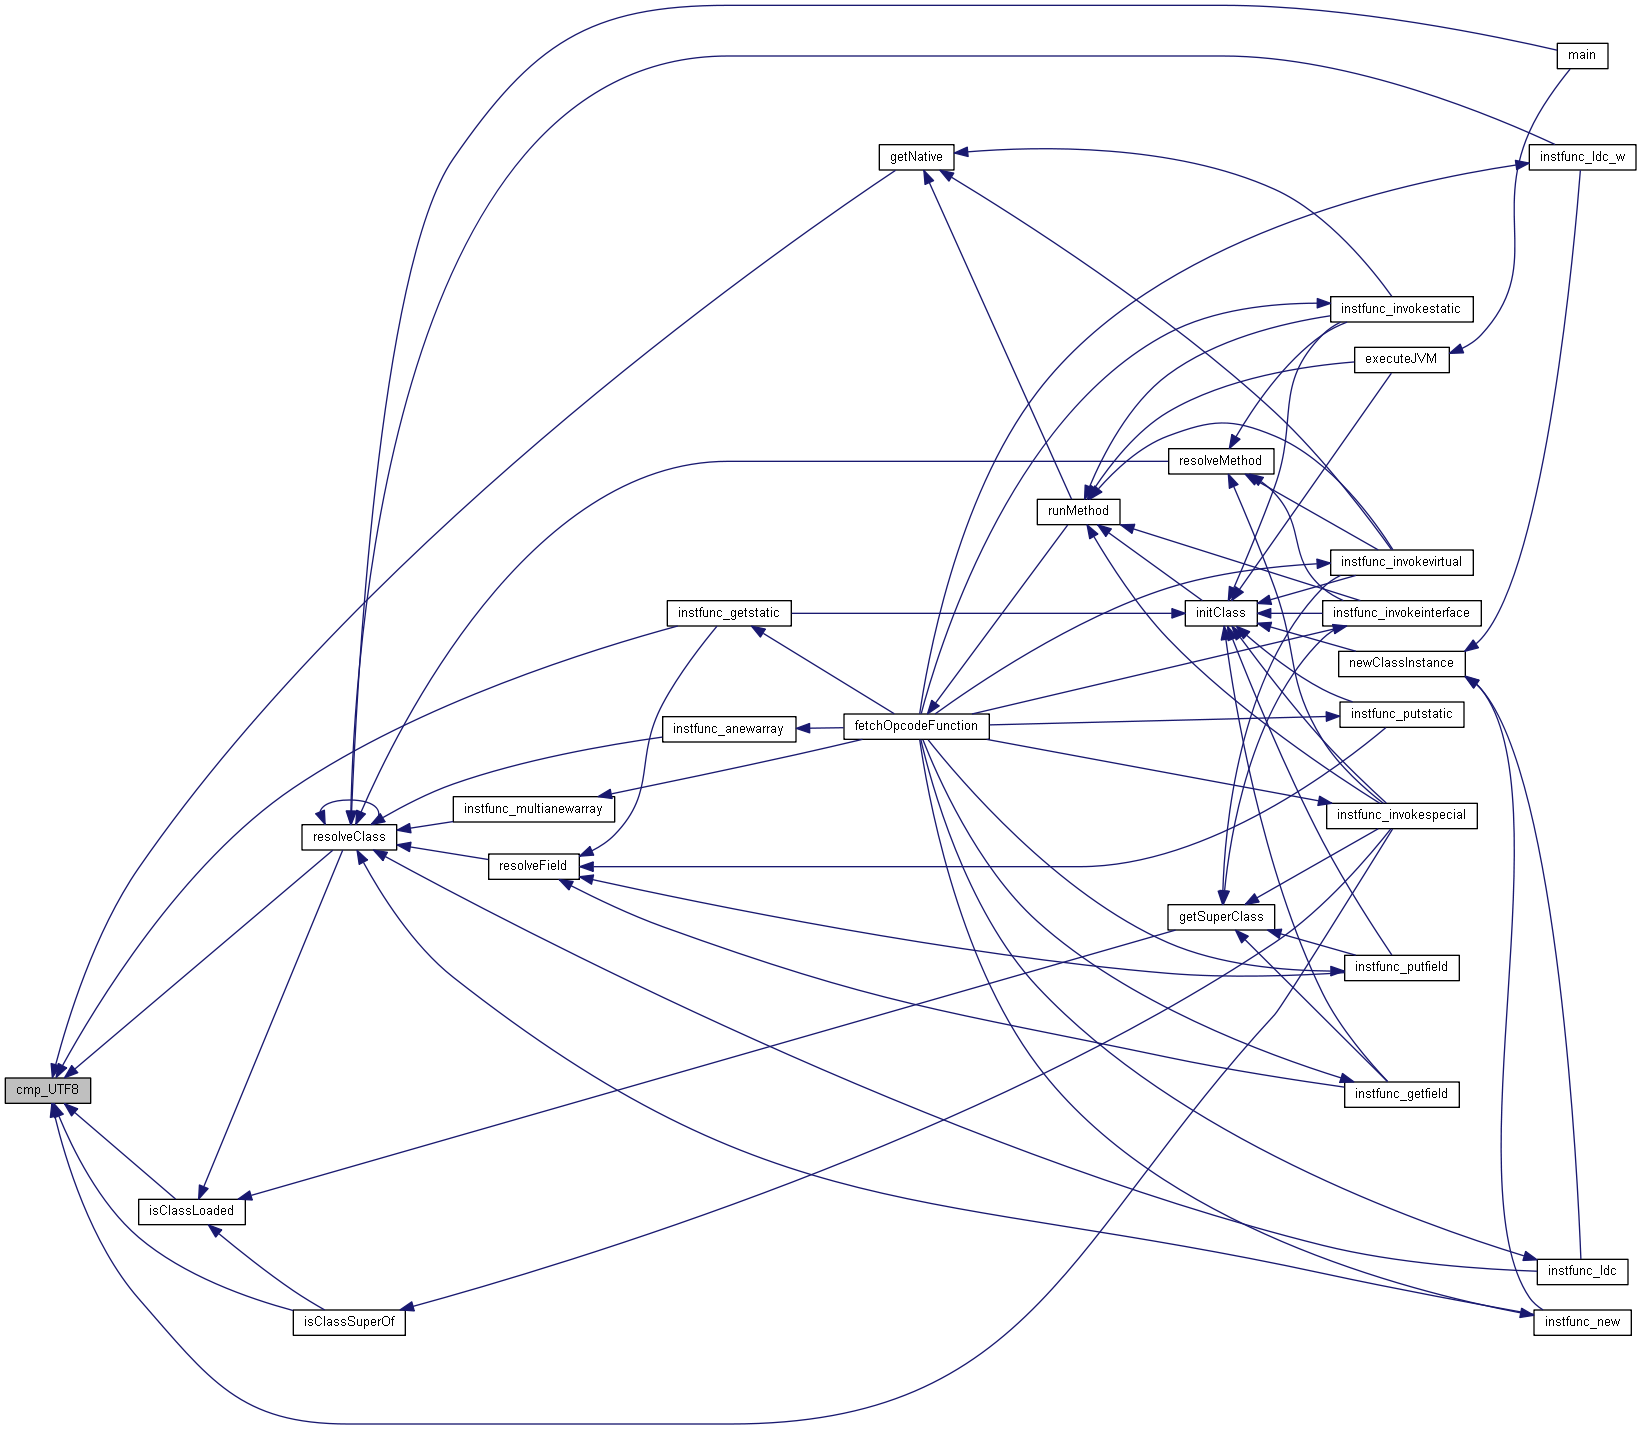 main
getNative
instfunc_ldc_w
instfunc_invokestatic
executeJVM
resolveMethod
runMethod
instfunc_invokevirtual
instfunc_getstatic
initClass
instfunc_invokeinterface
newClassInstance
instfunc_putstatic
instfunc_anewarray
fetchOpcodeFunction
instfunc_multianewarray
instfunc_invokespecial
resolveClass
resolveField
getSuperClass
instfunc_putfield
cmp_UTF8
instfunc_getfield
isClassLoaded
instfunc_ldc
isClassSuperOf
instfunc_new